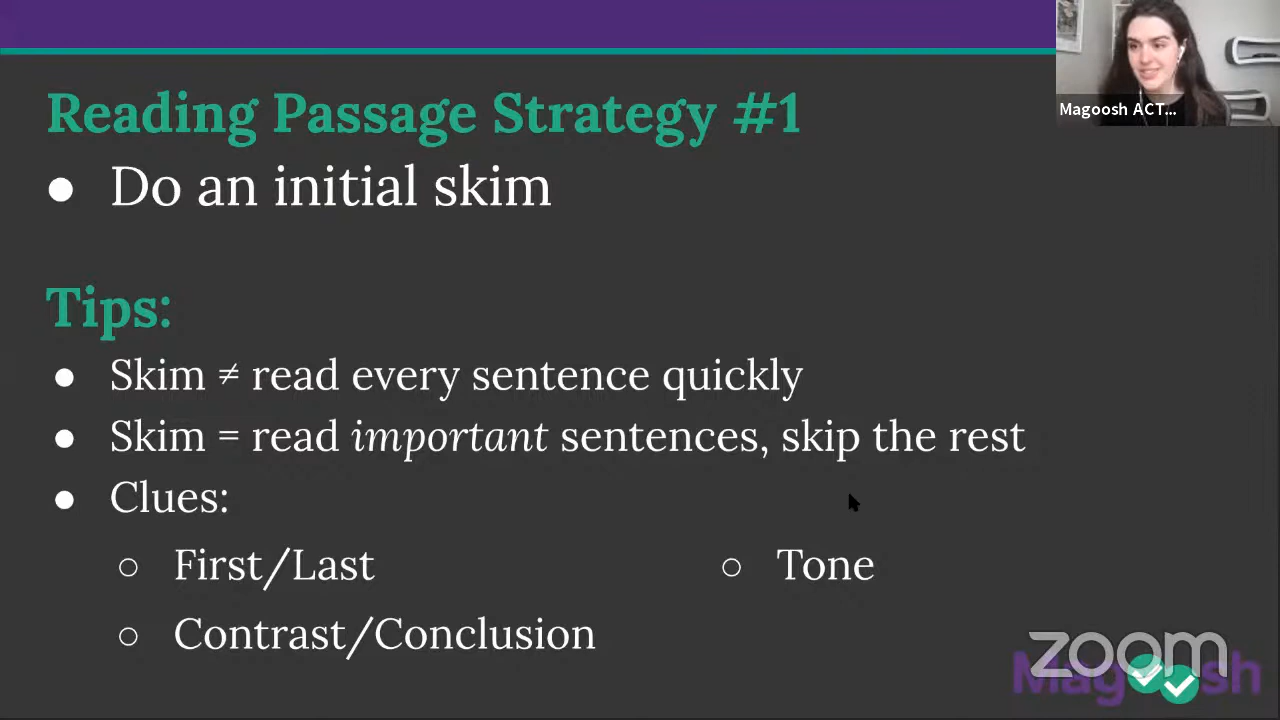 Reading Passage Strategy #1
● Do an initial skim
Tips:
● Skim ≠ read every sentence quickly
● Skim = read important sentences, skip the rest
● Clues:
○ First/Last
○ Tone
○ Contrast/Conclusion
Magoosh ACT...
zoom
Magoosh